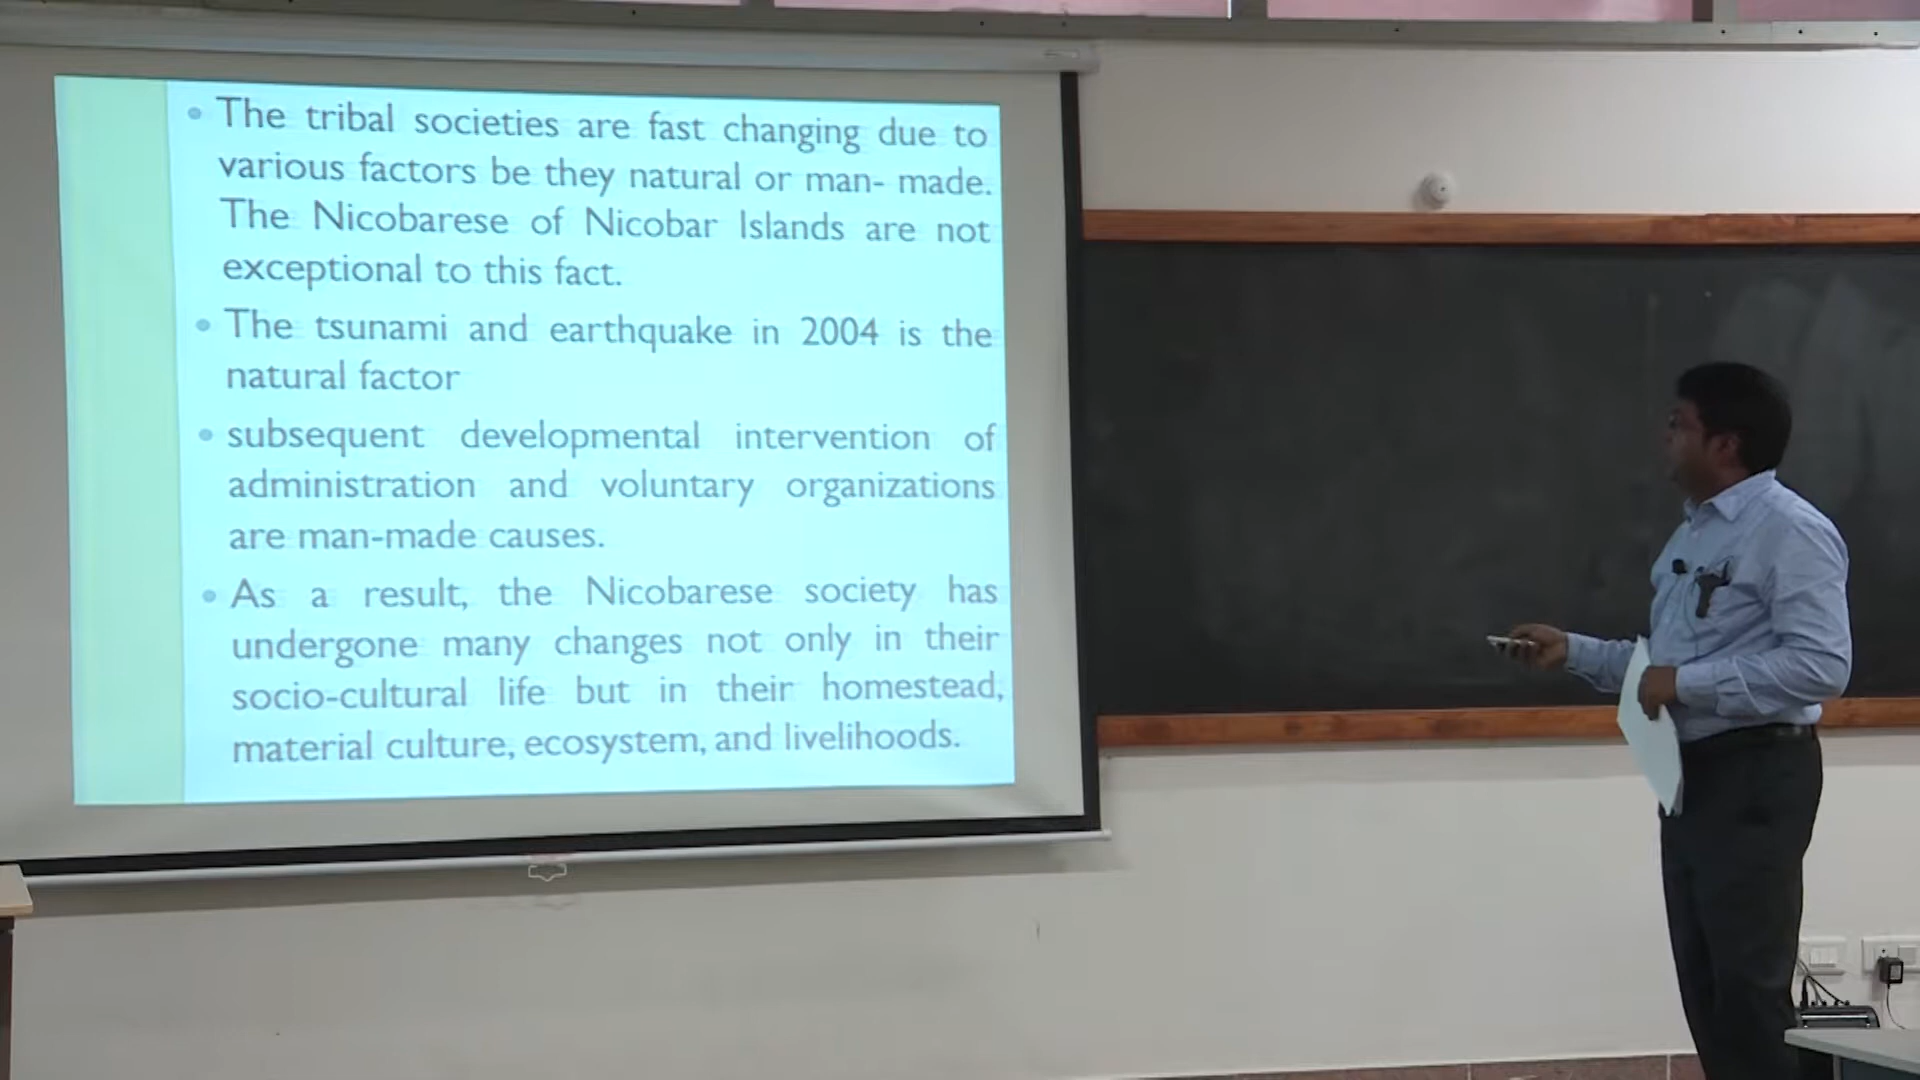 • The tribal societies are fast changing due to
various factors be they natural or man- made.
The Nicobarese of Nicobar Islands are not
exceptional to this fact.
• The tsunami and earthquake in 2004 is the
natural factor
• subsequent developmental intervention of
administration and voluntary organizations
are man-made causes.
• As a result, the Nicobarese society has
undergone many changes not only in their
socio-cultural life but in their homestead,
material culture, ecosystem, and livelihoods.